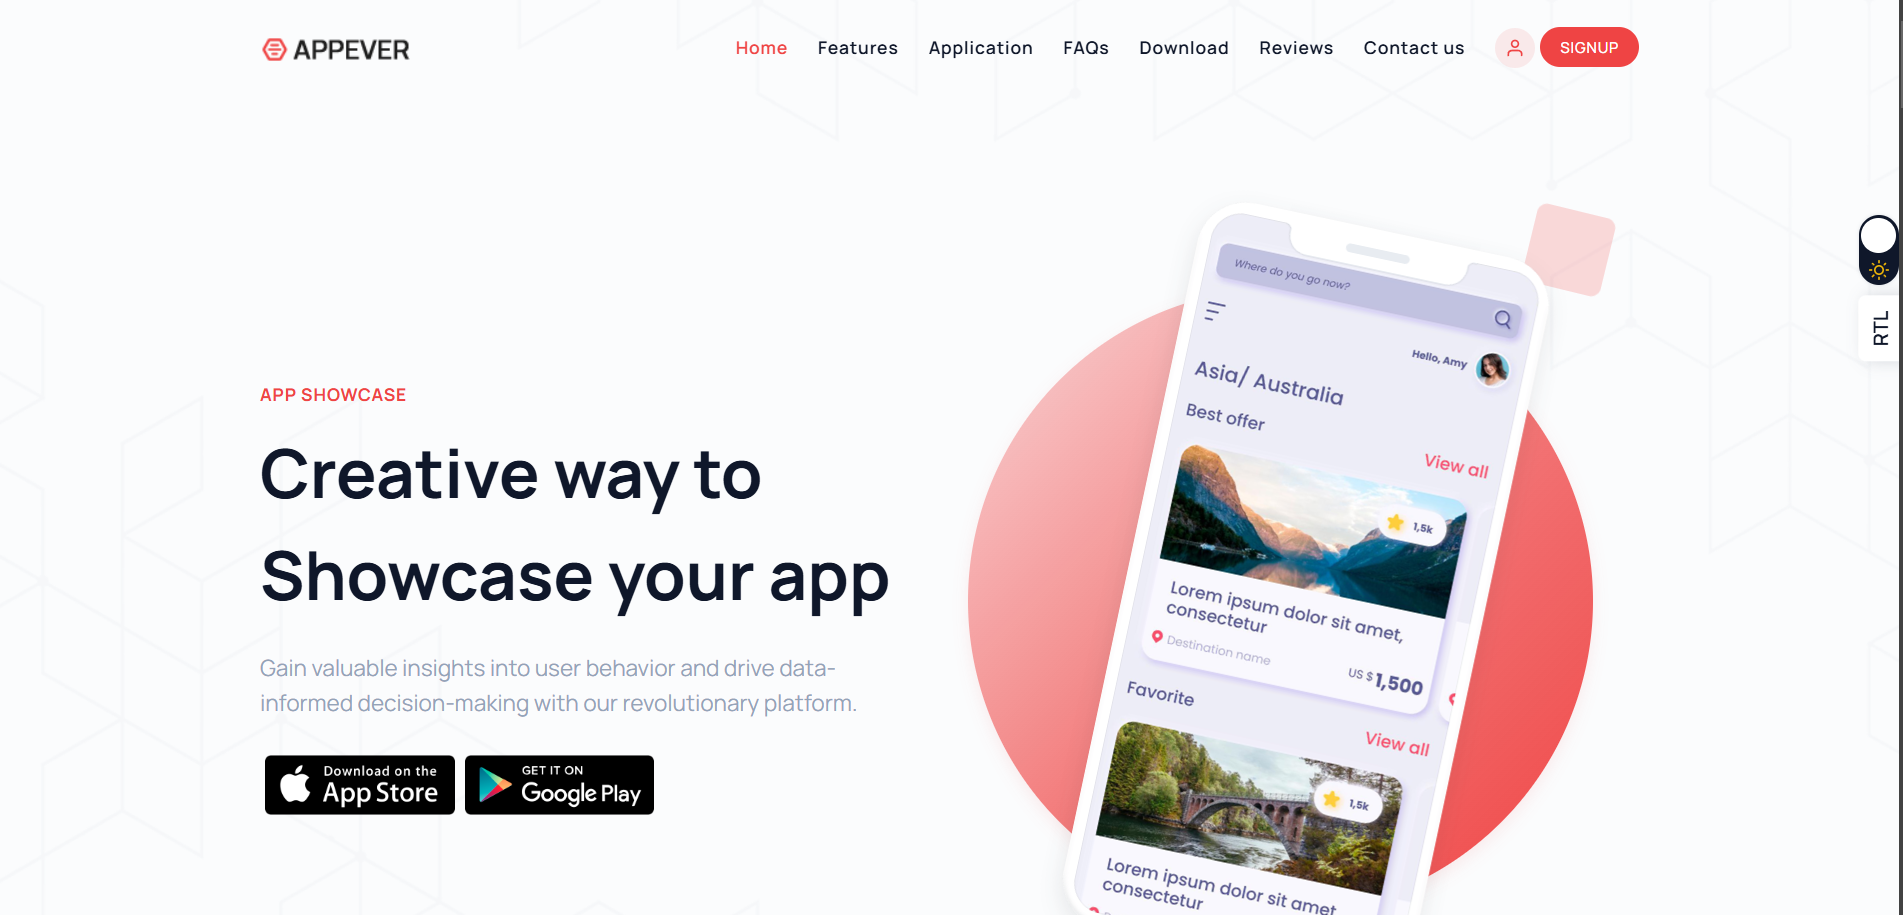 APPEVER
Home Features Application FAQs Download Reviews Contact us SIGNUP
RTL
APP SHOWCASE
Creative way to
Showcase your app
Gain valuable insights into user behavior and drive data-
informed decision-making with our revolutionary platform.
Download on the
App Store
GET IT ON
Google Play
Where do you go now?
Hello, Amy
Asia/ Australia
Best offer
View all
1,5k
Lorem ipsum dolor sit amet,
consectetur
Destination name
US $ 1,500
Favorite
View all
1,5k
Lorem ipsum dolor sit amet
consectetur